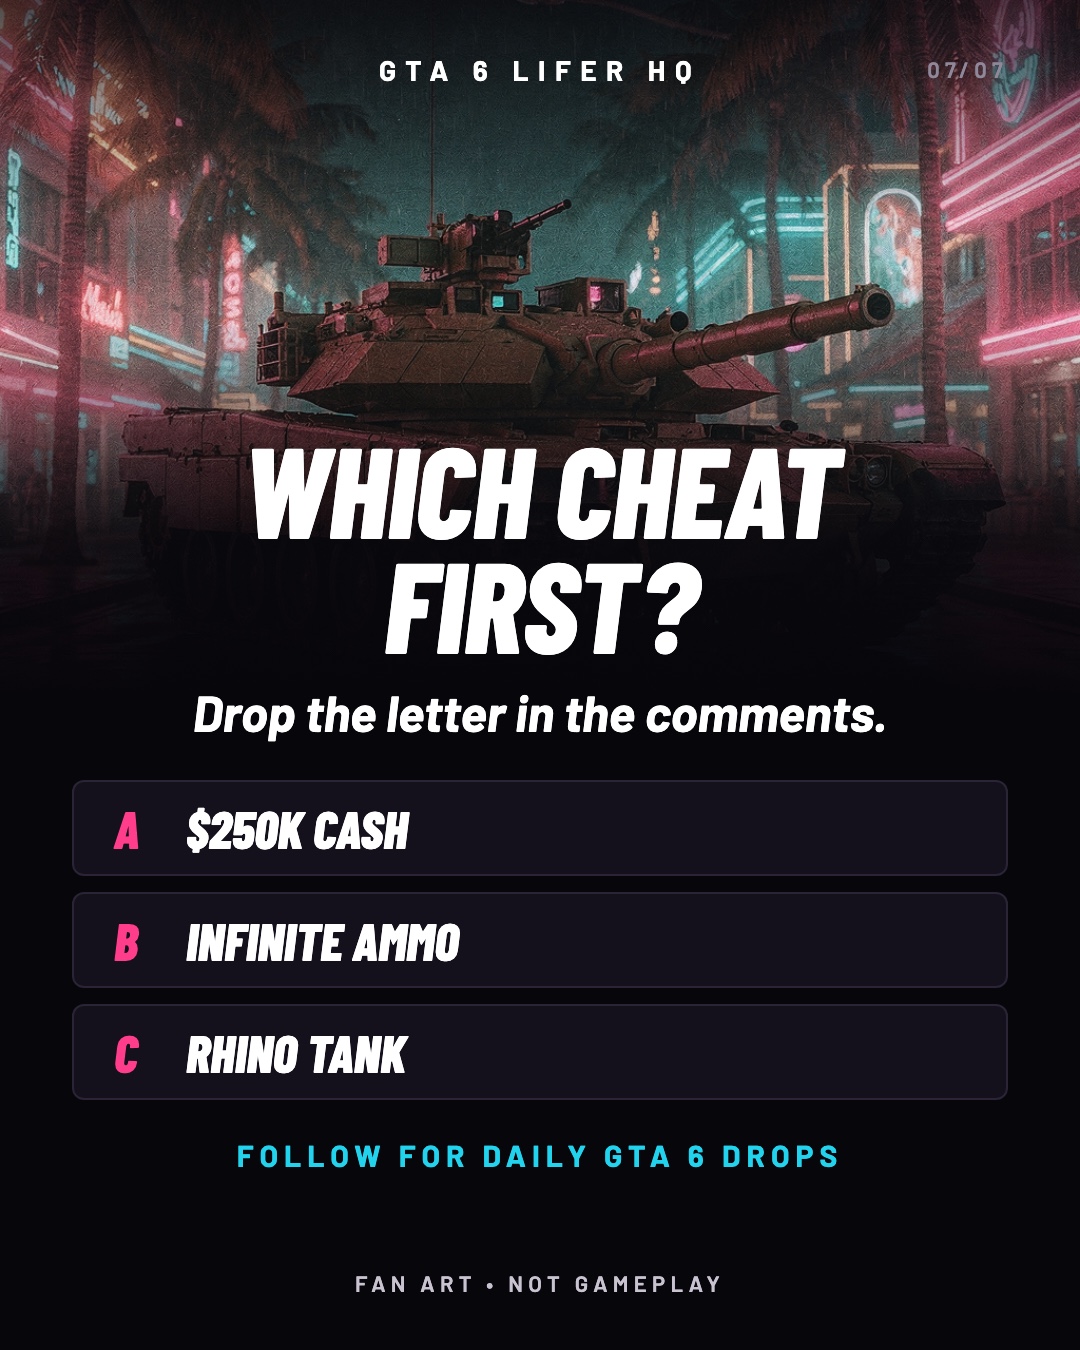 GTA 6 LIFER HQ
07/07
WHICH CHEAT
FIRST?
Drop the letter in the comments.
A $250K CASH
B INFINITE AMMO
C RHINO TANK
FOLLOW FOR DAILY GTA 6 DROPS
FAN ART • NOT GAMEPLAY